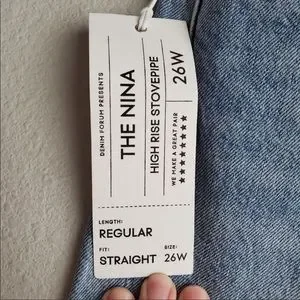 DENIM FORUM PRESENTS
THE NINA
HIGH RISE STOVEPIPE
26W
WE MAKE A GREAT PAIR
★★★★★★★★★★
LENGTH:
REGULAR
FIT:
STRAIGHT
SIZE:
26W